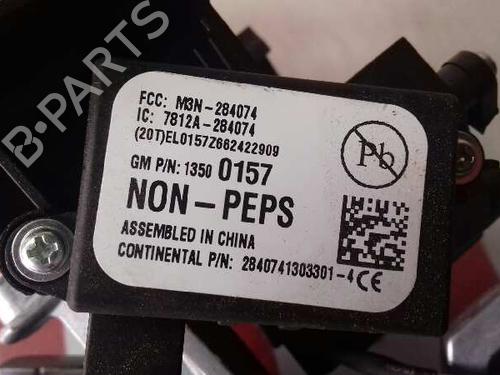 FCC: M3N-284074
IC: 7812A-284074
(20T)EL0157Z662422909
GM P/N: 1350 0157
NON-PEPS
ASSEMBLED IN CHINA
CONTINENTAL P/N: 2840741303301-4 CE
Pb